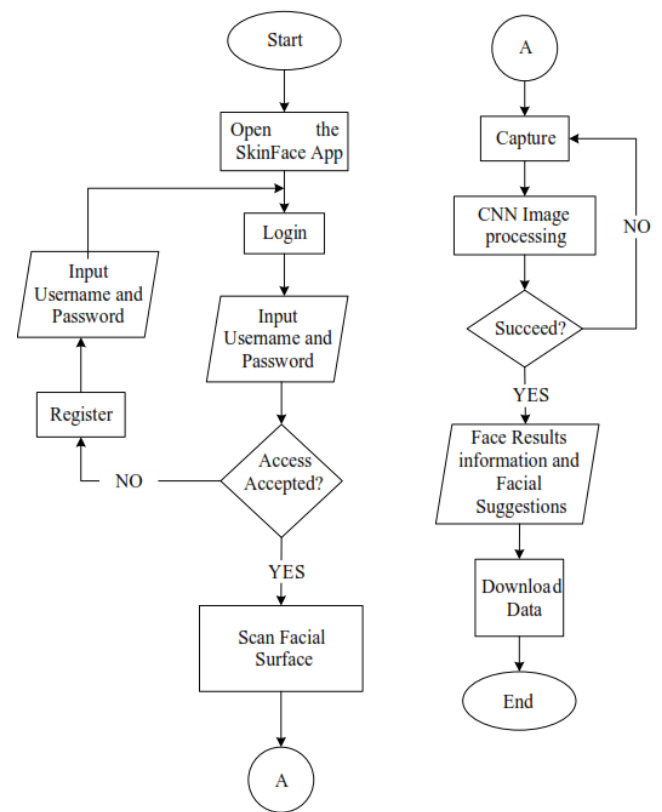 Start
Open the
SkinFace App
Login
Input
Username and
Password
Input
Username and
Password
Register
Access
Accepted?
NO
YES
Scan Facial
Surface
A
A
Capture
CNN Image
processing
NO
Succeed?
YES
Face Results
information and
Facial
Suggestions
Download
Data
End